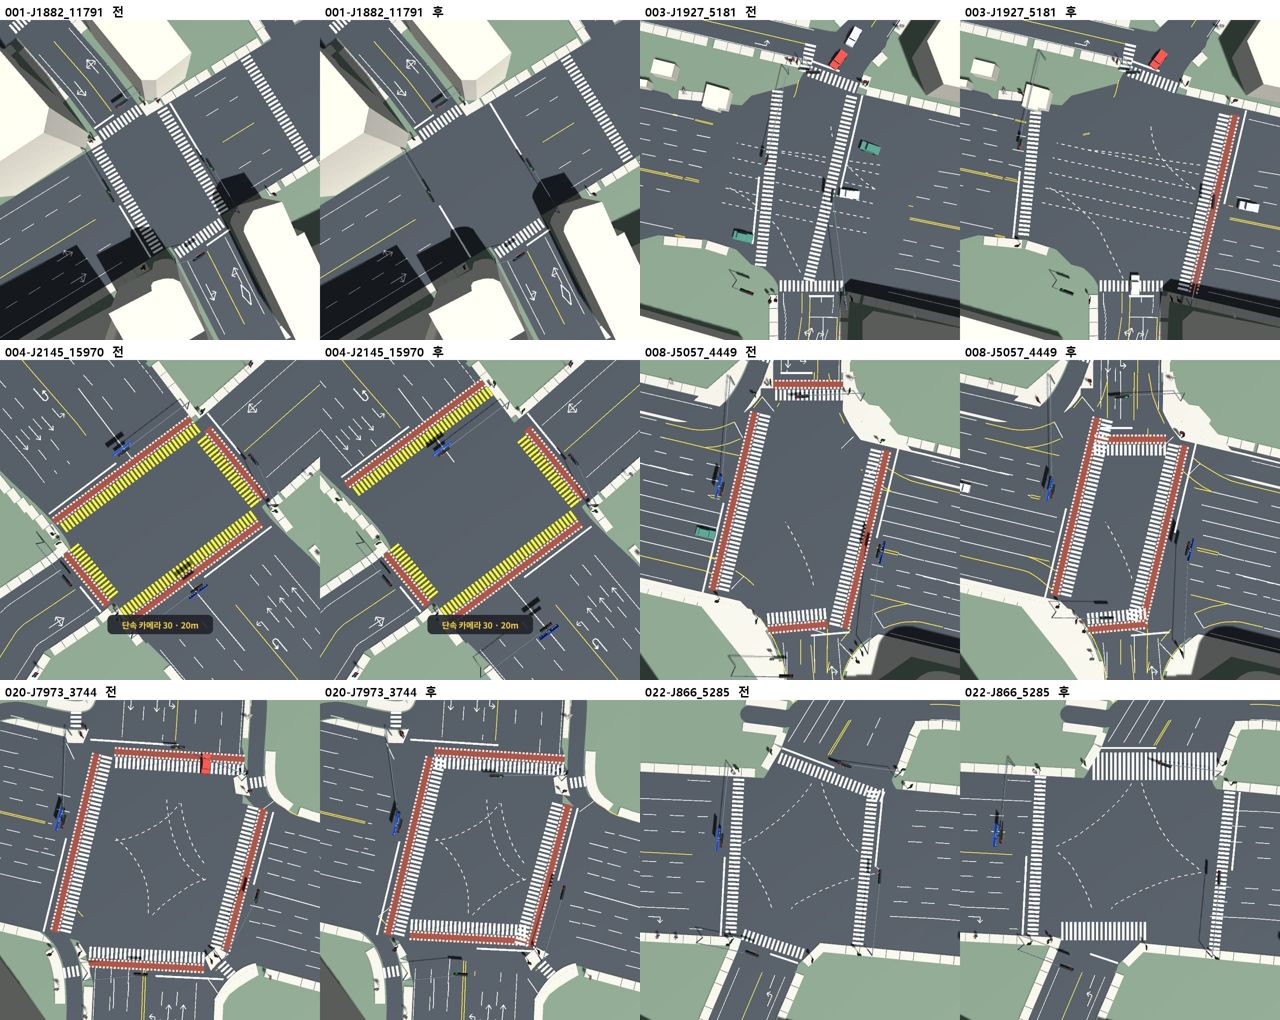 001-J1882_11791 전
001-J1882_11791 후
003-J1927_5181 전
003-J1927_5181 후
004-J2145_15970 전
004-J2145_15970 후
008-J5057_4449 전
008-J5057_4449 후
단속 카메라 30 · 20m
단속 카메라 30 · 20m
020-J7973_3744 전
020-J7973_3744 후
022-J866_5285 전
022-J866_5285 후